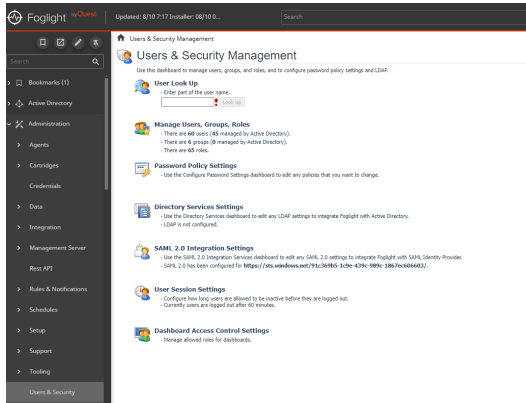 Foglight by Quest
Updated: 8/10 7:17 Installer: 08/10 0...
Search
Search
Bookmarks (1)
Active Directory
Administration
Agents
Cartridges
Credentials
Data
Integration
Management Server
Rest API
Rules & Notifications
Schedules
Setup
Support
Tooling
Users & Security
Users & Security Management
Users & Security Management
Use this dashboard to manage users, groups, and roles, and to configure password policy settings and LDAP.
User Look Up
- Enter part of the user name.
Look up
Manage Users, Groups, Roles
- There are 60 users (45 managed by Active Directory).
- There are 6 groups (0 managed by Active Directory).
- There are 65 roles.
Password Policy Settings
- Use the Configure Password Settings dashboard to edit any policies that you want to change.
Directory Services Settings
- Use the Directory Services dashboard to edit any LDAP settings to integrate Foglight with Active Directory.
- LDAP is not configured.
SAML 2.0 Integration Settings
- Use the SAML 2.0 Integration Services dashboard to edit any SAML 2.0 settings to integrate Foglight with SAML Identity Provider.
- SAML 2.0 has been configured for https://sts.windows.net/91c369b5-1c9e-439c-989c-1867ec606603/.
User Session Settings
- Configure how long users are allowed to be inactive before they are logged out.
- Currently users are logged out after 60 minutes.
Dashboard Access Control Settings
- Manage allowed roles for dashboards.